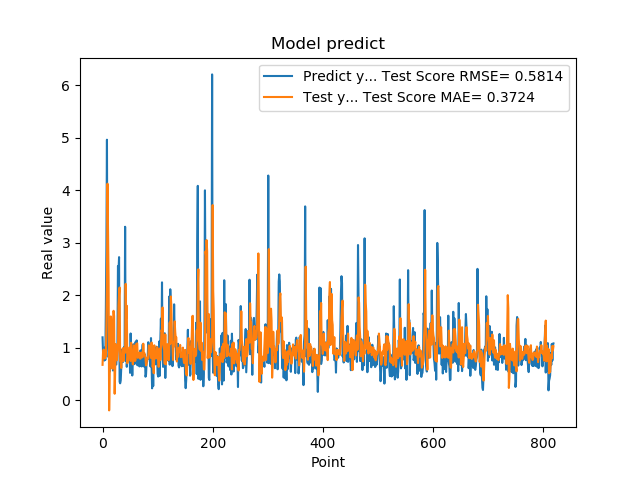 Model predict
Predict y... Test Score RMSE= 0.5814
Test y... Test Score MAE= 0.3724
6
5
4
3
2
1
0
Real value
0 200 400 600 800
Point